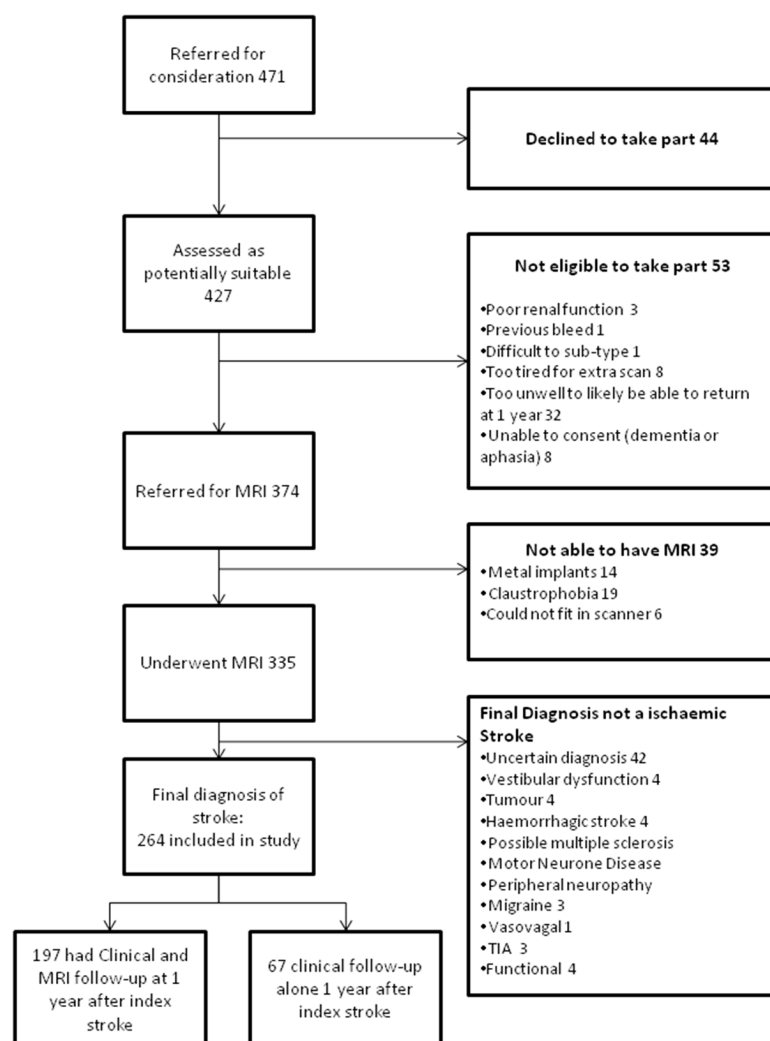 Referred for
consideration 471
Declined to take part 44
Assessed as
potentially suitable
427
Not eligible to take part 53
•Poor renal function 3
•Previous bleed 1
•Difficult to sub-type 1
•Too tired for extra scan 8
•Too unwell to likely be able to return
at 1 year 32
•Unable to consent (dementia or
aphasia) 8
Referred for MRI 374
Not able to have MRI 39
•Metal implants 14
•Claustrophobia 19
•Could not fit in scanner 6
Underwent MRI 335
Final Diagnosis not a ischaemic
Stroke
•Uncertain diagnosis 42
•Vestibular dysfunction 4
•Tumour 4
•Haemorrhagic stroke 4
•Possible multiple sclerosis
•Motor Neurone Disease
•Peripheral neuropathy
•Migraine 3
•Vasovagal 1
•TIA 3
•Functional 4
Final diagnosis of
stroke:
264 included in study
197 had Clinical and
MRI follow-up at 1
year after index
stroke
67 clinical follow-up
alone 1 year after
index stroke